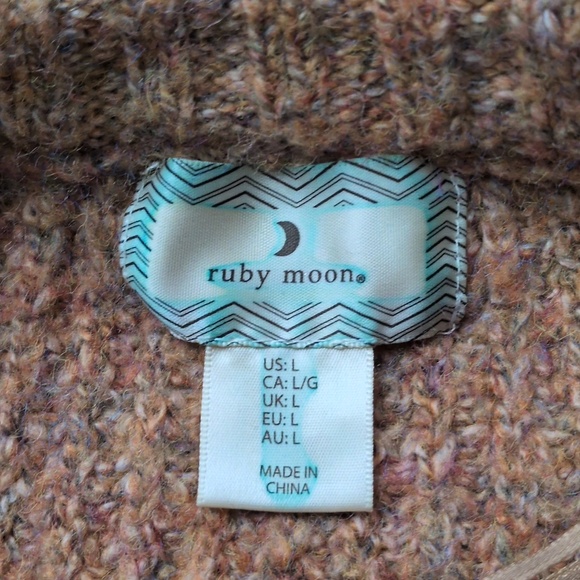 ruby moon®
US: L
CA: L/G
UK: L
EU: L
AU: L
MADE IN
CHINA